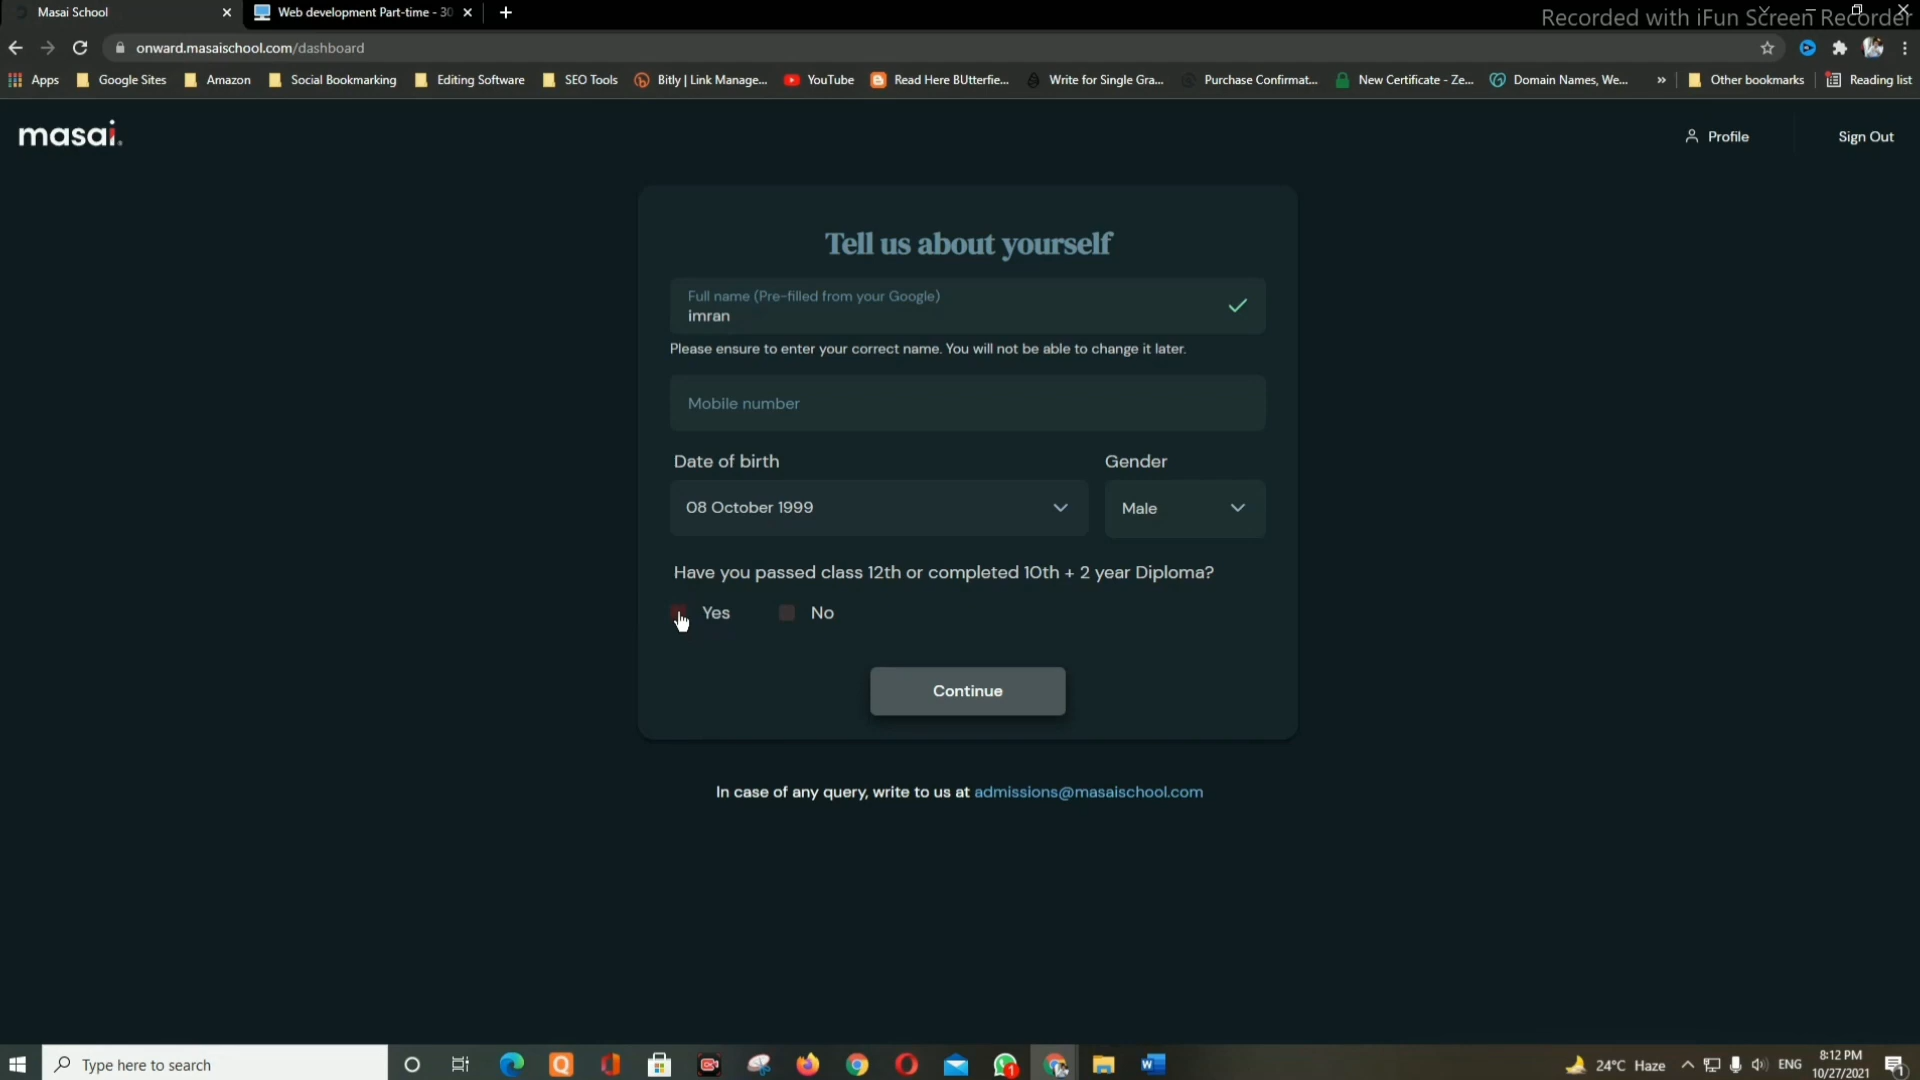 Masai School
Web development Part-time - 30
Recorded with iFun Screen Recorder
onward.masaischool.com/dashboard
Apps
Google Sites
Amazon
Social Bookmarking
Editing Software
SEO Tools
Bitly | Link Manage...
YouTube
Read Here BUtterfie...
Write for Single Gra...
Purchase Confirmat...
New Certificate - Ze...
Domain Names, We...
»
Other bookmarks
Reading list
masai.
Profile
Sign Out
Tell us about yourself
Full name (Pre-filled from your Google)
imran
Please ensure to enter your correct name. You will not be able to change it later.
Mobile number
Date of birth
Gender
08 October 1999
Male
Have you passed class 12th or completed 10th + 2 year Diploma?
Yes
No
Continue
In case of any query, write to us at admissions@masaischool.com
Type here to search
24°C Haze
ENG
8:12 PM
10/27/2021